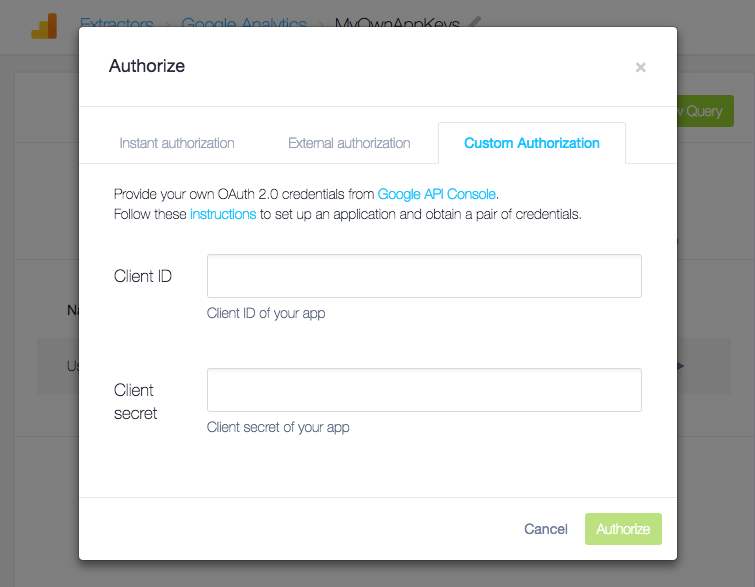 Extractors > Google Analytics > MyOwnAppKeys
Authorize ×
Instant authorization External authorization Custom Authorization
Query
Provide your own OAuth 2.0 credentials from Google API Console.
Follow these instructions to set up an application and obtain a pair of credentials.
Client ID
Client ID of your app
Client
secret
Client secret of your app
Cancel Authorize